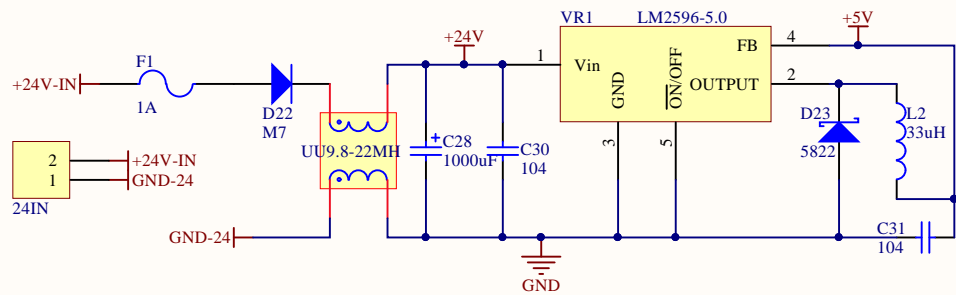 VR1
LM2596-5.0
+5V
+24V
F1
1
Vin
FB
4
+24V-IN
GND
ON/OFF
OUTPUT
2
1A
D22
M7
D23
L2
33uH
UU9.8-22MH
+
C28
1000uF
C30
104
3
5
5822
2
+24V-IN
1
GND-24
24IN
GND-24
C31
104
GND